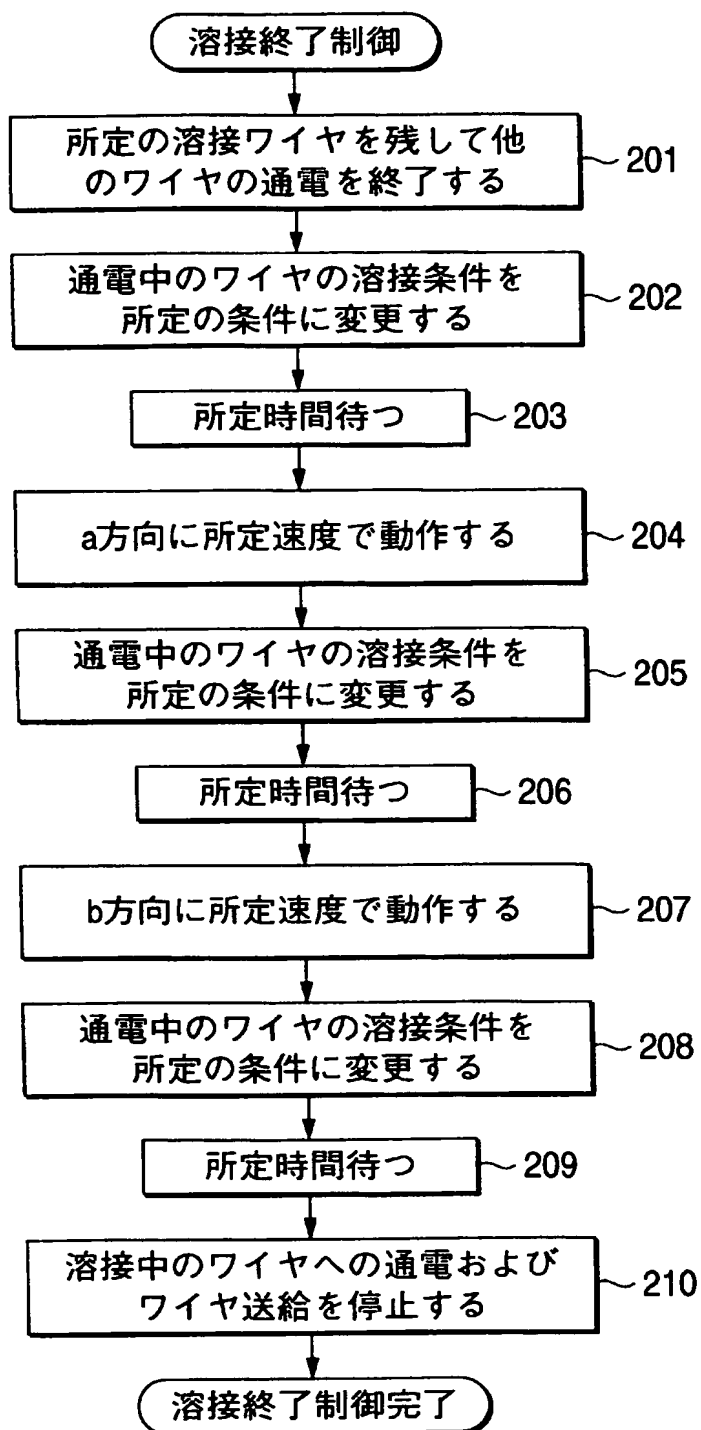 溶接終了制御
所定の溶接ワイヤを残して他
のワイヤの通電を終了する
201
通電中のワイヤの溶接条件を
所定の条件に変更する
202
所定時間待つ
203
a方向に所定速度で動作する
204
通電中のワイヤの溶接条件を
所定の条件に変更する
205
所定時間待つ
206
b方向に所定速度で動作する
207
通電中のワイヤの溶接条件を
所定の条件に変更する
208
所定時間待つ
209
溶接中のワイヤへの通電および
ワイヤ送給を停止する
210
溶接終了制御完了